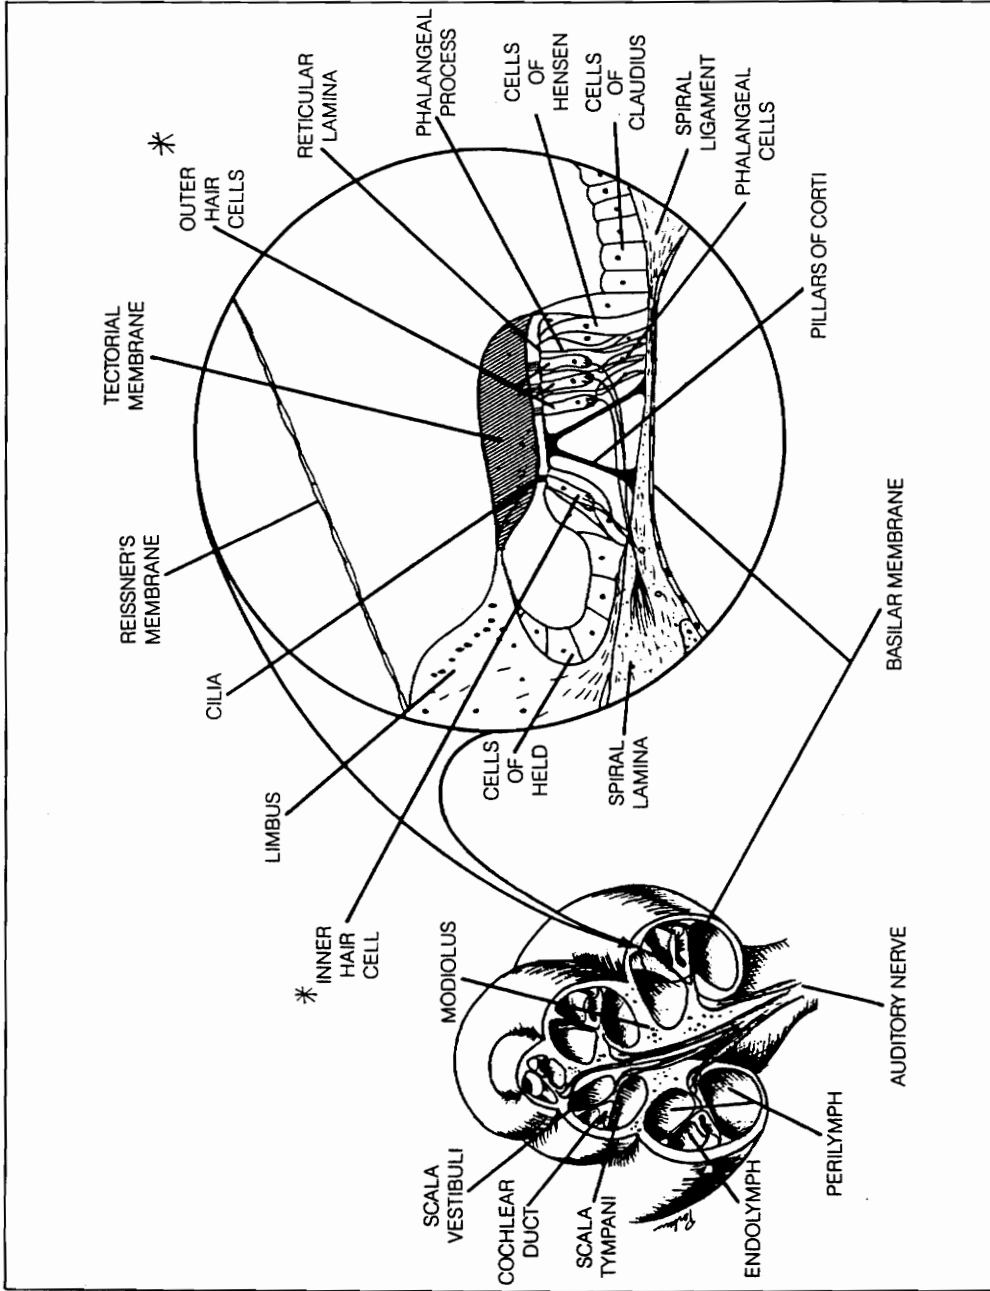 *
OUTER
HAIR
CELLS
RETICULAR
LAMINA
PHALANGEAL
PROCESS
CELLS
OF
HENSEN
CELLS
OF
CLAUDIUS
SPIRAL
LIGAMENT
PHALANGEAL
CELLS
PILLARS OF CORTI
TECTORIAL
MEMBRANE
REISSNER'S
MEMBRANE
CILIA
LIMBUS
* INNER
HAIR
CELL
CELLS
OF
HELD
SPIRAL
LAMINA
BASILAR MEMBRANE
MODIOLUS
AUDITORY NERVE
SCALA
VESTIBULI
COCHLEAR
DUCT
SCALA
TYMPANI
ENDOLYMPH
PERILYMPH